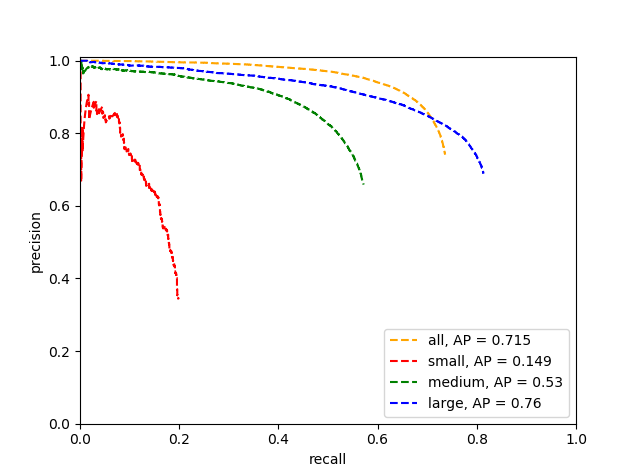 1.0
0.8
0.6
0.4
0.2
0.0
precision
0.0 0.2 0.4 0.6 0.8 1.0
recall
all, AP = 0.715
small, AP = 0.149
medium, AP = 0.53
large, AP = 0.76